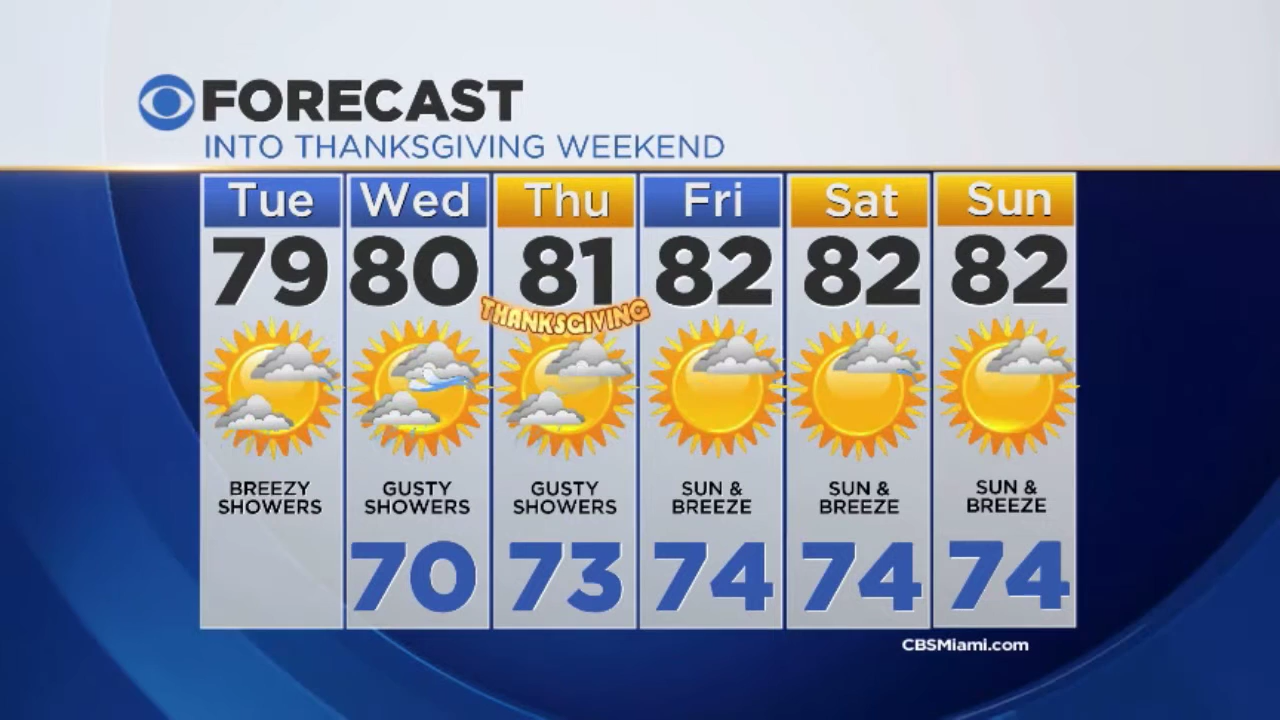 FORECAST
INTO THANKSGIVING WEEKEND
Tue Wed Thu Fri Sat Sun
79 80 81 82 82 82
THANKSGIVING
BREEZY SHOWERS
GUSTY SHOWERS
GUSTY SHOWERS
SUN & BREEZE
SUN & BREEZE
SUN & BREEZE
70 73 74 74 74
CBSMiami.com